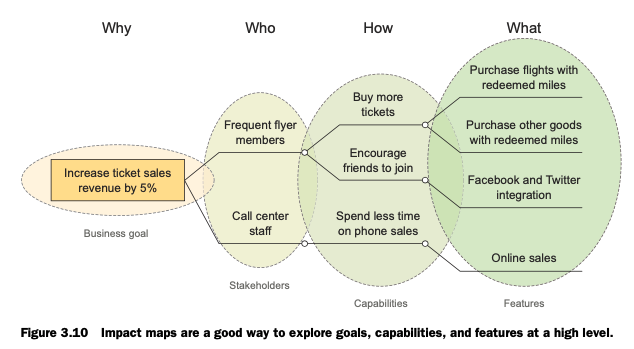 Why
Who
How
What
Increase ticket sales
revenue by 5%
Business goal
Frequent flyer
members
Call center
staff
Stakeholders
Buy more
tickets
Encourage
friends to join
Spend less time
on phone sales
Capabilities
Purchase flights with
redeemed miles
Purchase other goods
with redeemed miles
Facebook and Twitter
integration
Online sales
Features
Figure 3.10 Impact maps are a good way to explore goals, capabilities, and features at a high level.